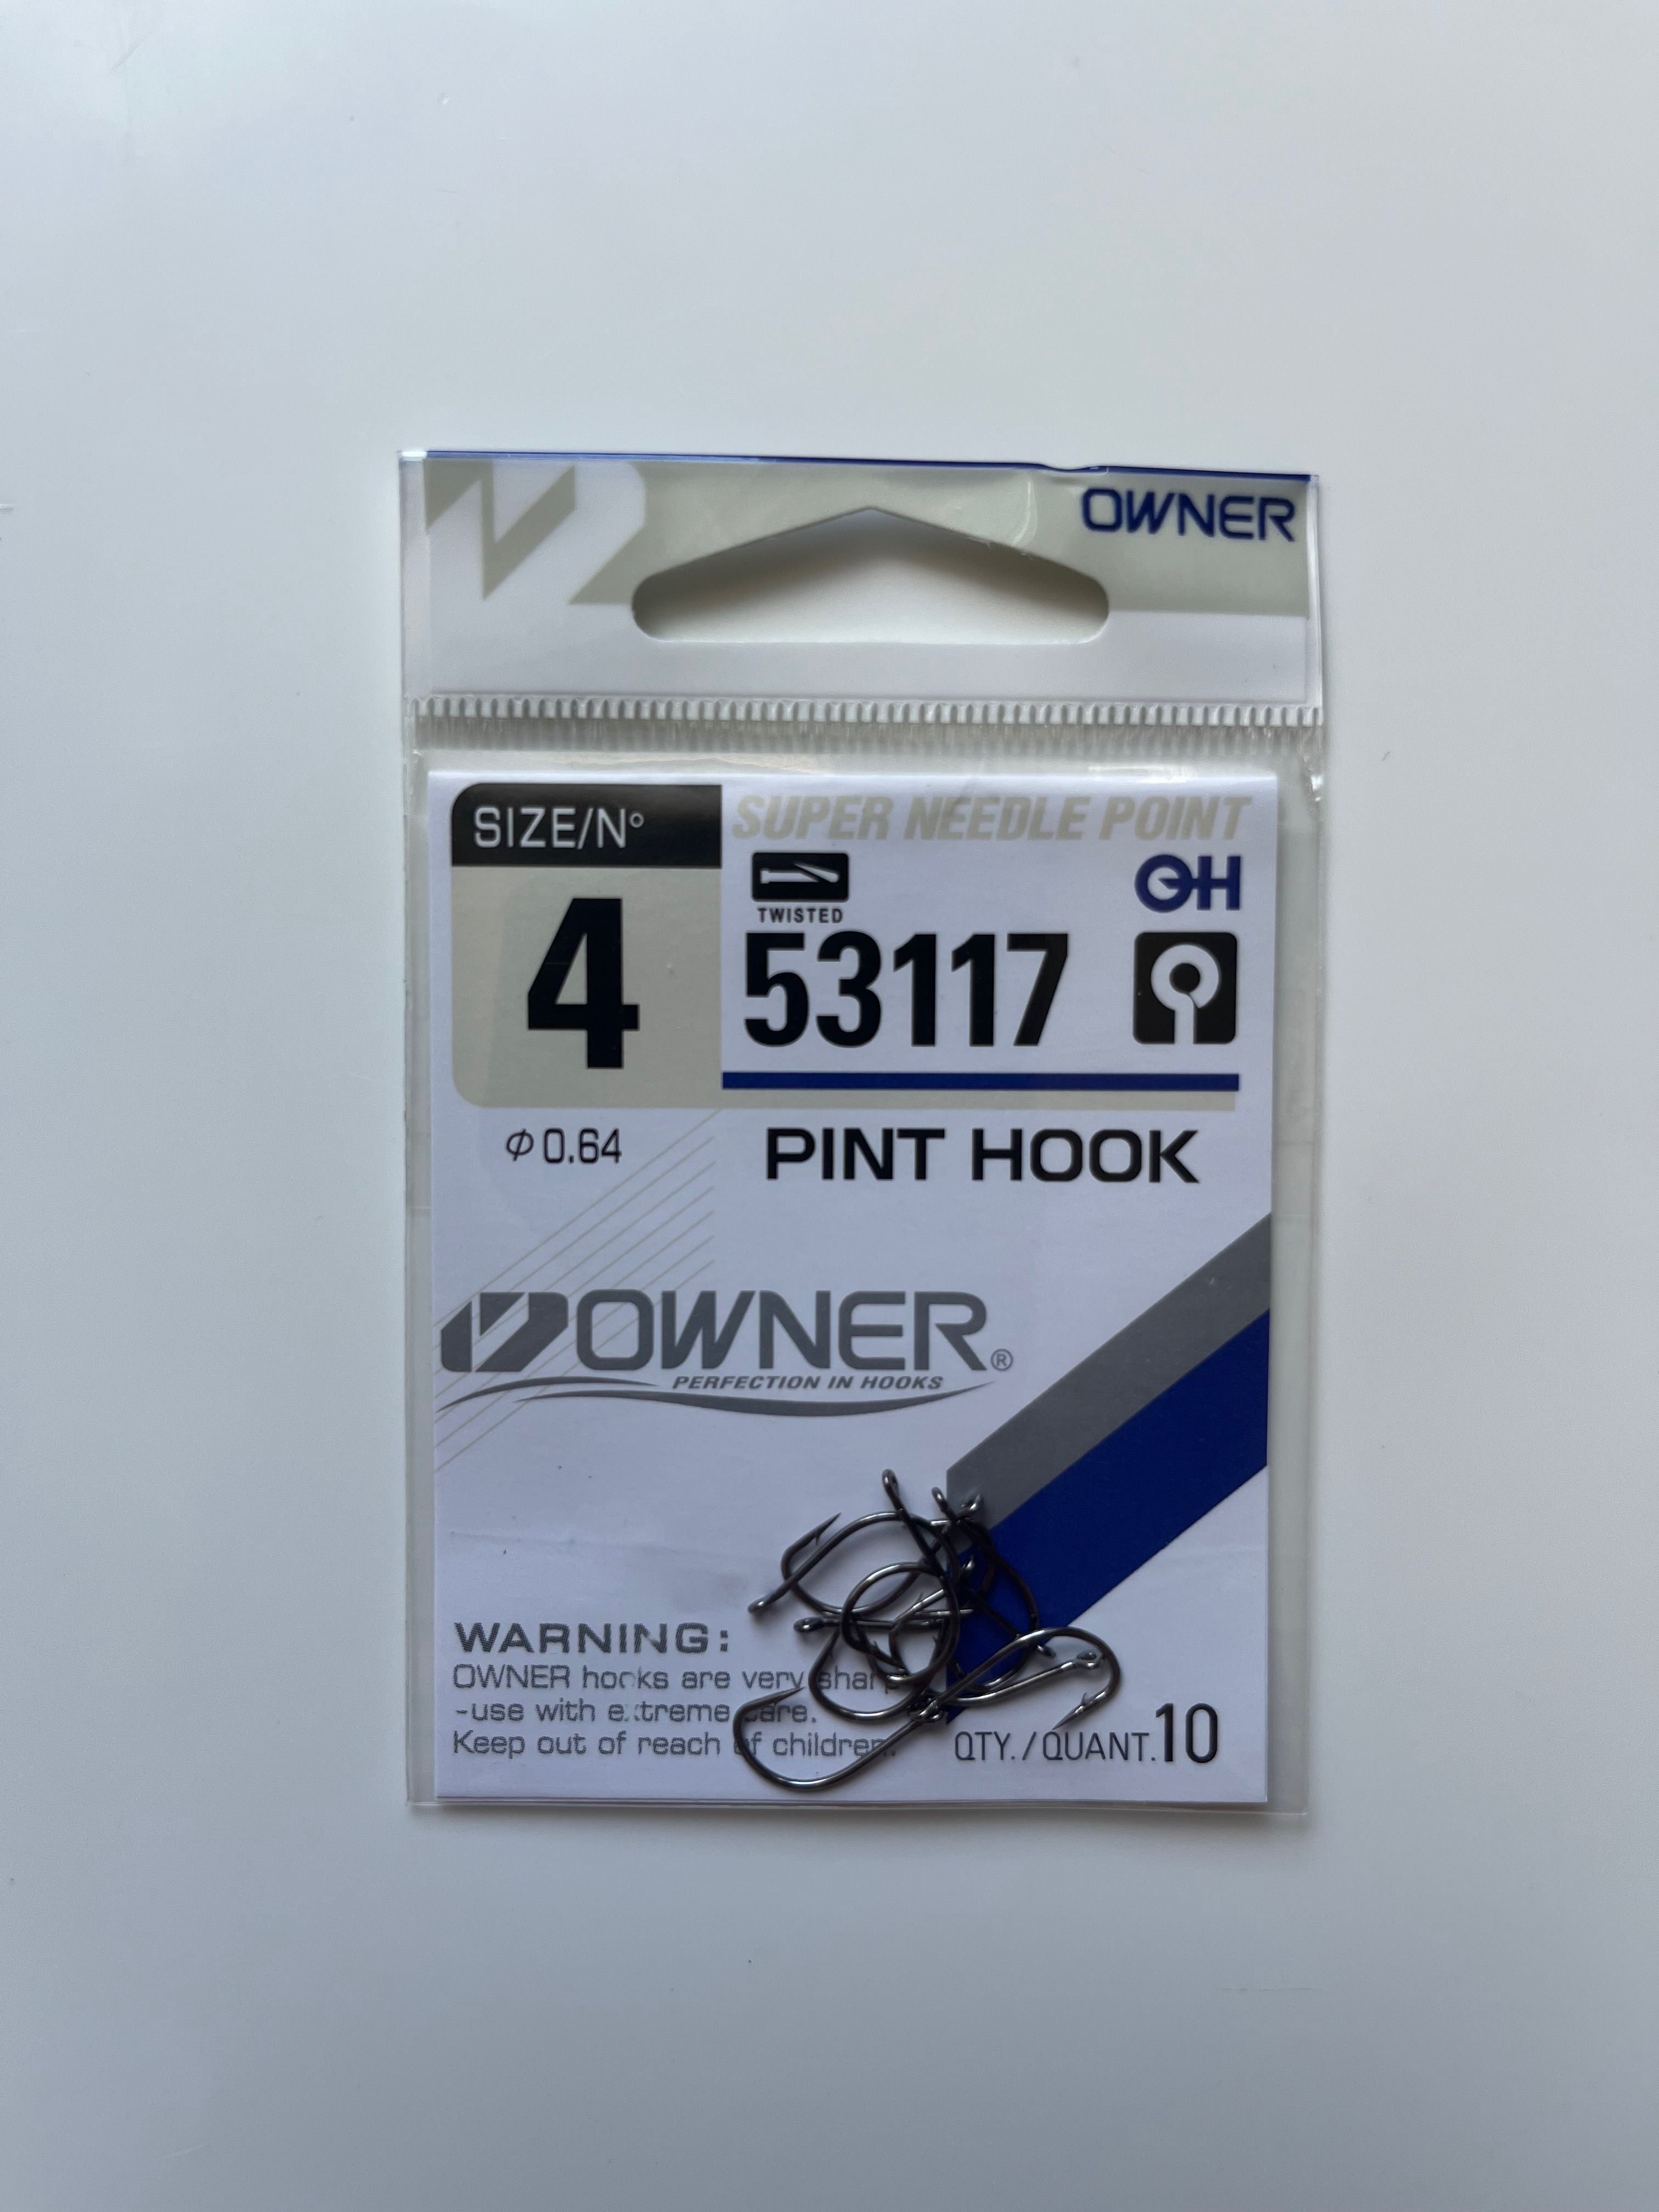 OWNER
SIZE/N°
SUPER NEEDLE POINT
TWISTED
OH
4
53117
Φ0.64
PINT HOOK
OWNER®
PERFECTION IN HOOKS
WARNING:
OWNER hooks are very sharp
-use with extreme care.
Keep out of reach of children.
QTY./QUANT.10